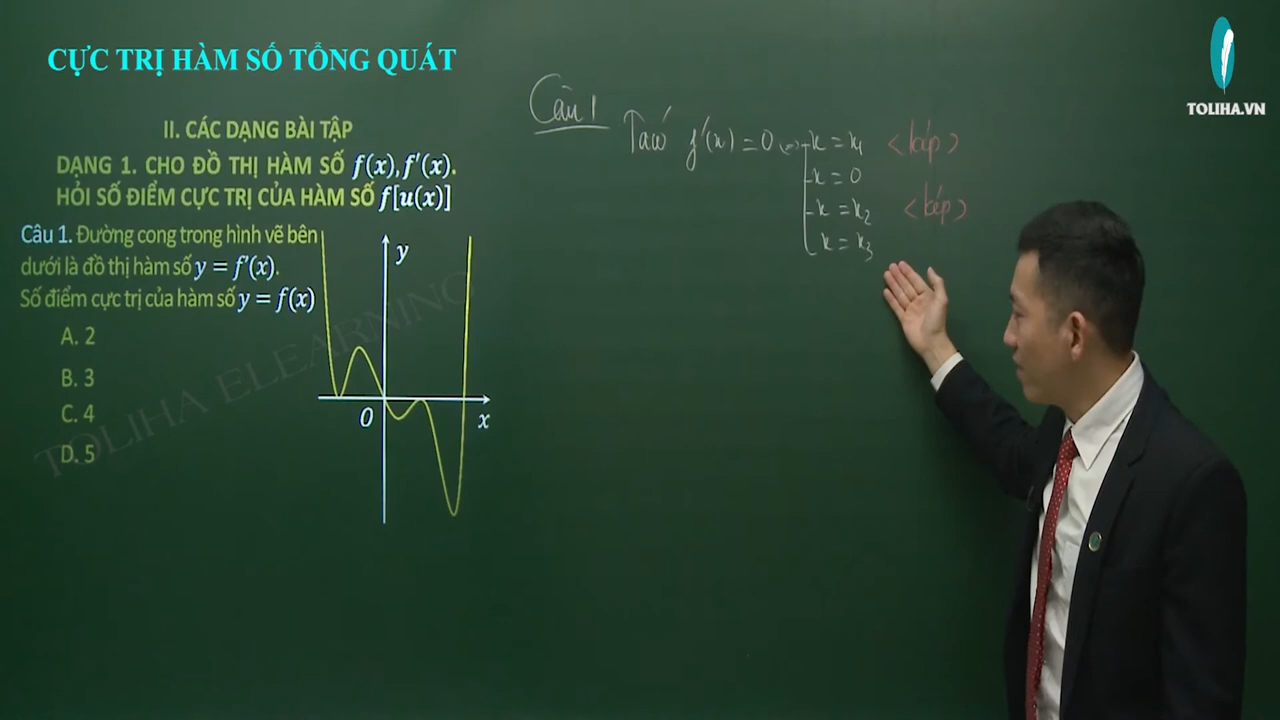 CỰC TRỊ HÀM SỐ TỔNG QUÁT
TOLIHA.VN
II. CÁC DẠNG BÀI TẬP
DẠNG 1. CHO ĐỒ THỊ HÀM SỐ f(x), f'(x).
HỎI SỐ ĐIỂM CỰC TRỊ CỦA HÀM SỐ f[u(x)]
Câu 1. Đường cong trong hình vẽ bên
dưới là đồ thị hàm số y = f'(x).
Số điểm cực trị của hàm số y = f(x)
A. 2
B. 3
C. 4
D. 5
y
O
x
TOLIHA ELEARNING
Câu 1
Ta có f'(x) = 0 ⇔ x = x₁ <kép>
x = 0
x = x₂ <kép>
x = x₃